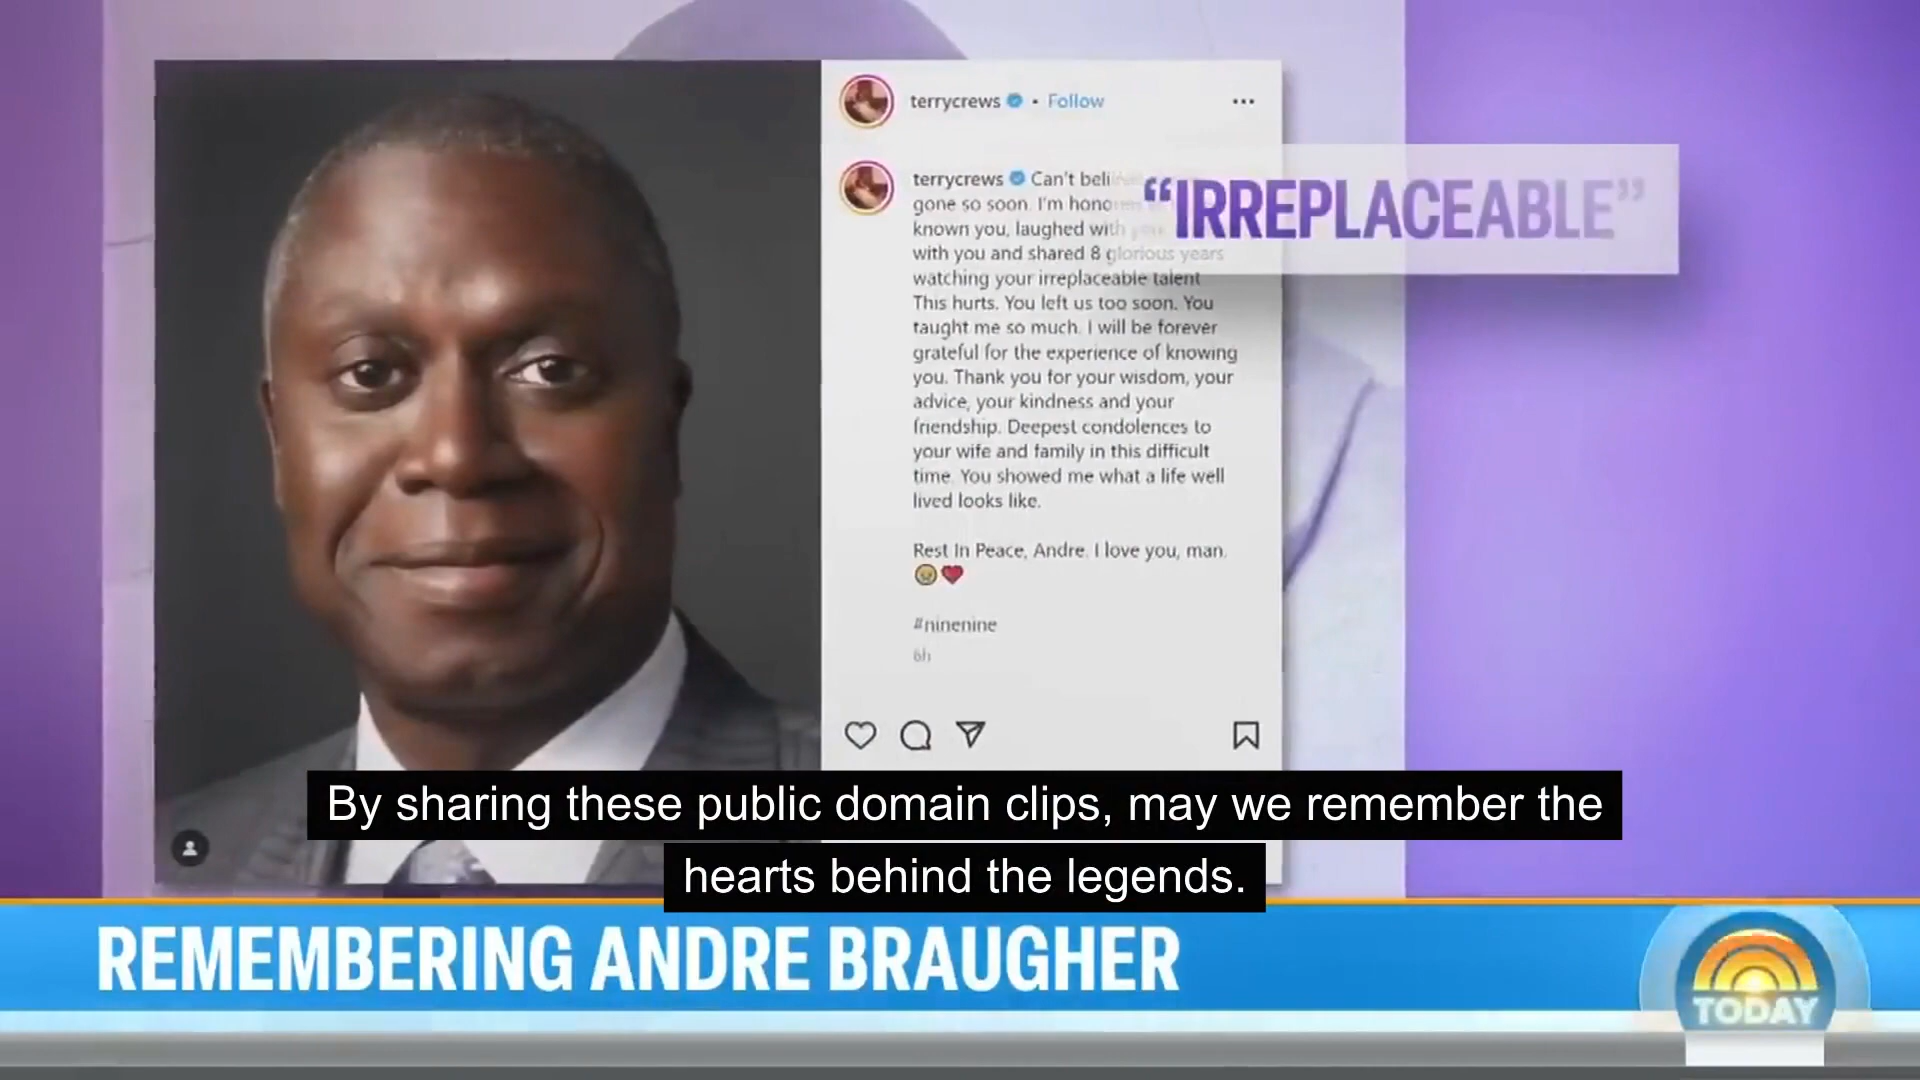 terrycrews • Follow
terrycrews Can't beli
gone so soon. I'm hono
known you, laughed with
with you and shared 8 glorious years
watching your irreplaceable talent
This hurts. You left us too soon. You
taught me so much. I will be forever
grateful for the experience of knowing
you. Thank you for your wisdom, your
advice, your kindness and your
friendship. Deepest condolences to
your wife and family in this difficult
time. You showed me what a life well
lived looks like.
Rest In Peace, Andre. I love you, man.
#ninenine
6h
“IRREPLACEABLE”
By sharing these public domain clips, may we remember the
hearts behind the legends.
REMEMBERING ANDRE BRAUGHER
TODAY